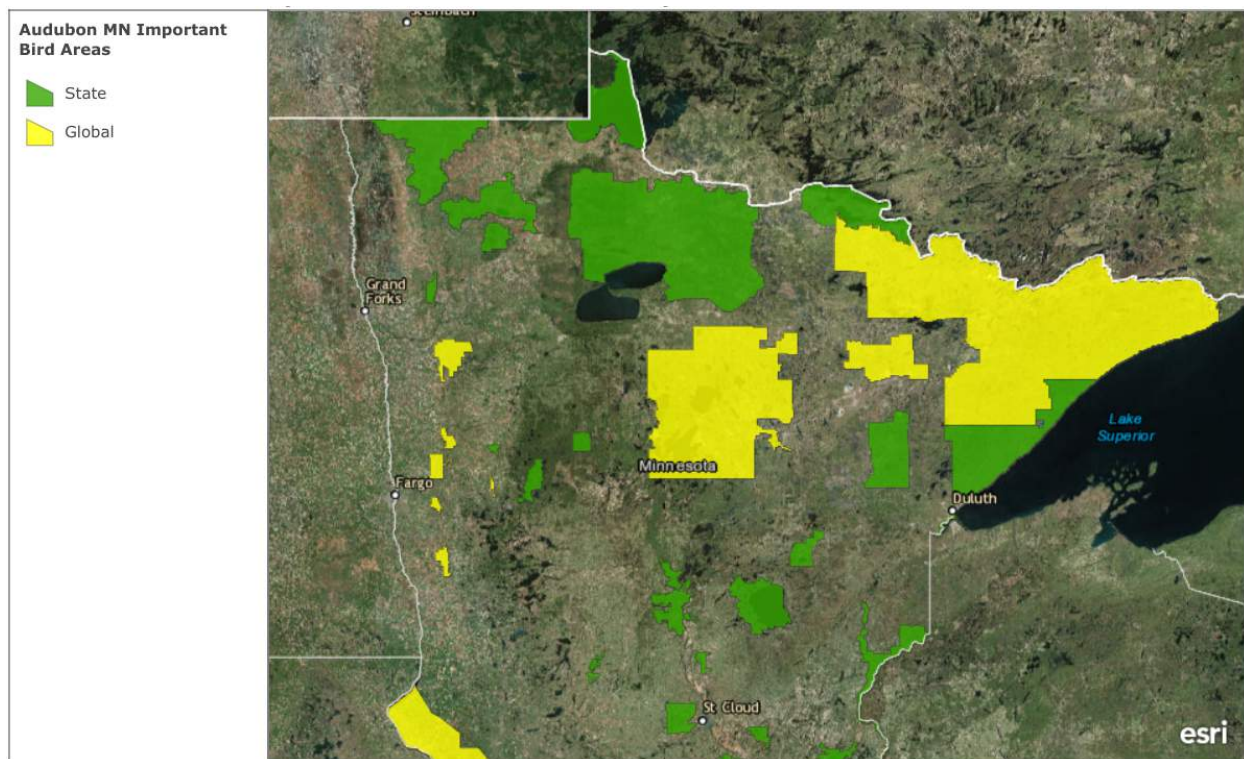 Audubon MN Important
Bird Areas
State
Global
Grand
Forks
Lake
Superior
Minnesota
Fargo
Duluth
St Cloud
esri